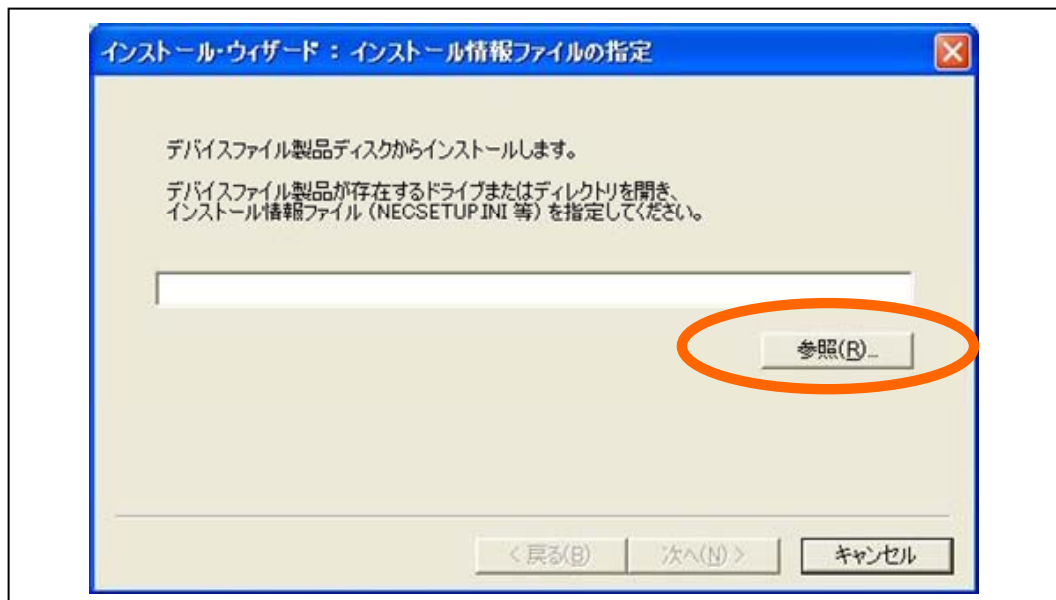 インストール・ウィザード : インストール情報ファイルの指定
デバイスファイル製品ディスクからインストールします。
デバイスファイル製品が存在するドライブまたはディレクトリを開き、
インストール情報ファイル (NECSETUP.INI 等) を指定してください。
参照(R)...
< 戻る(B)
次へ(N) >
キャンセル